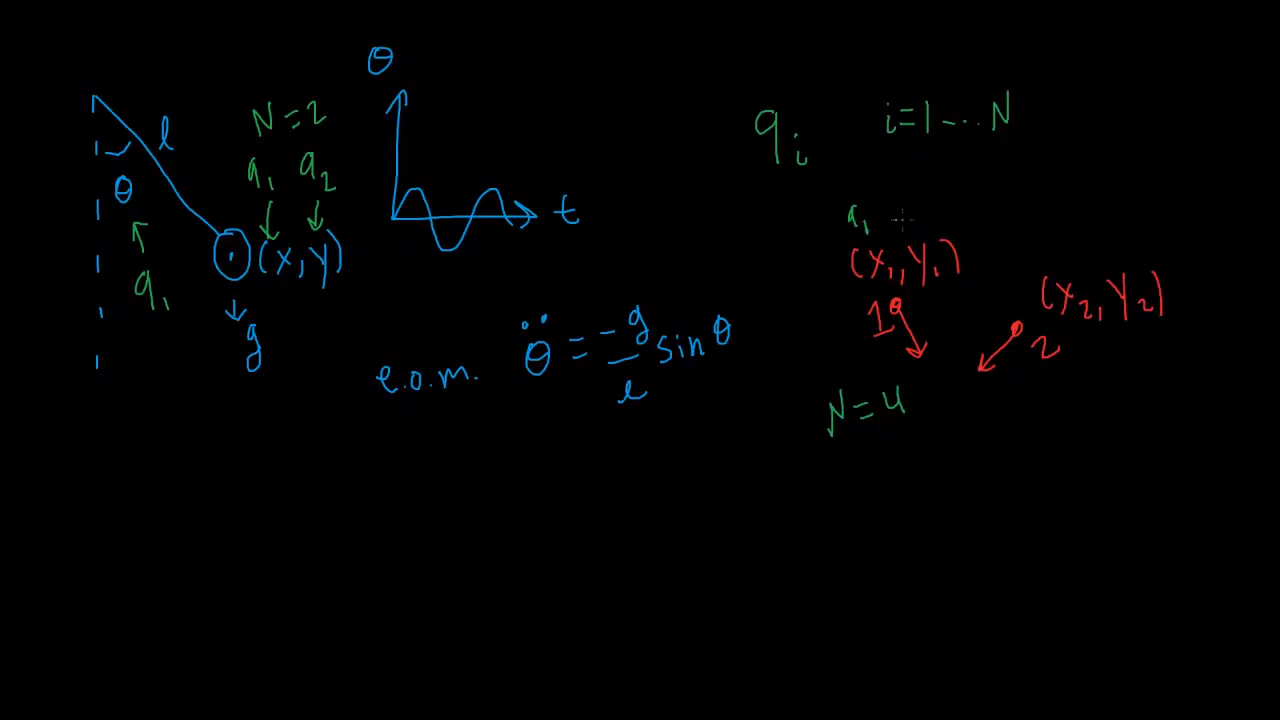 θ
l
N=2
θ
q₁ q₂
(x,y)
q₁
g
t
e.o.m. θ̈ = -g/l sin θ
qᵢ i=1-...N
q₁
(x₁,y₁)
1
(x₂,y₂)
2
N=4